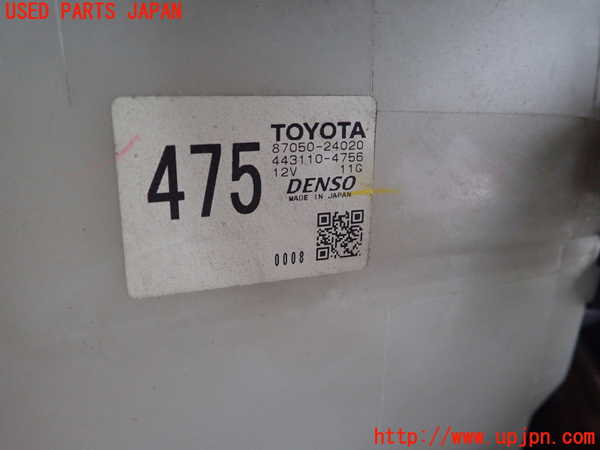 USED PARTS JAPAN
475
TOYOTA
87050-24020
443110-4756
12V 11G
DENSO
MADE IN JAPAN
0008
http://www.upjpn.com